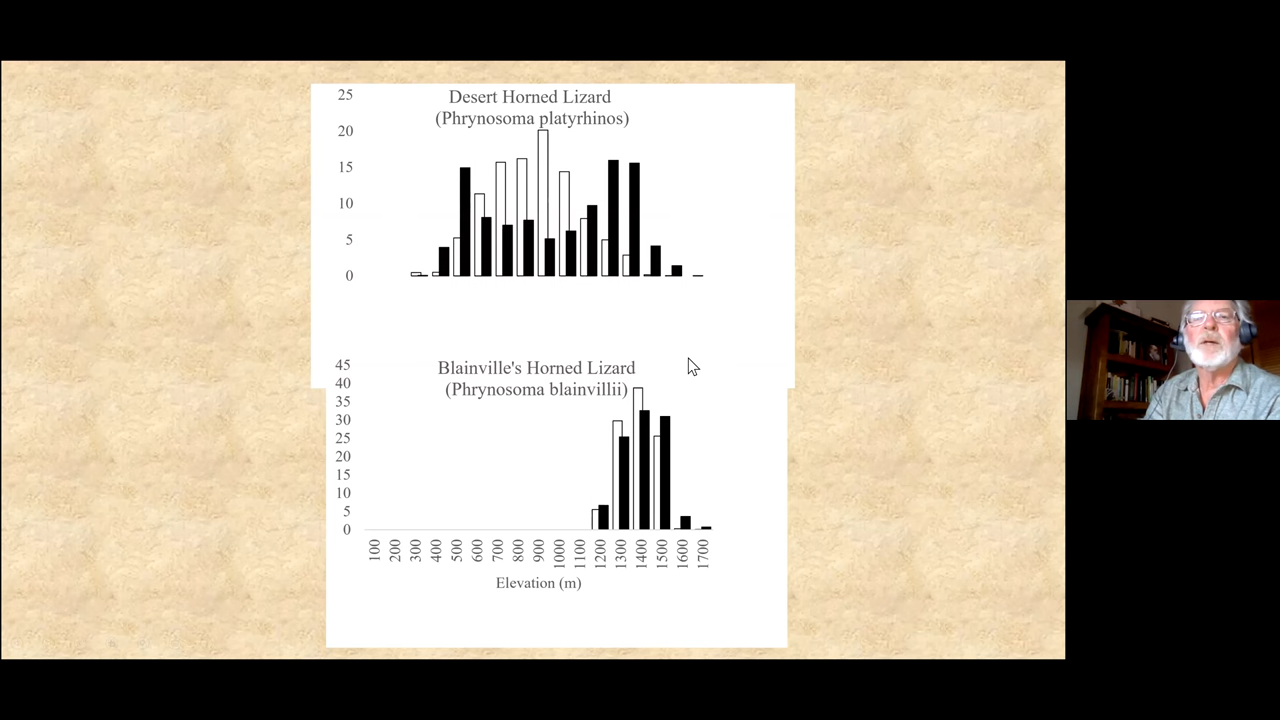 25
Desert Horned Lizard
(Phrynosoma platyrhinos)
20
15
10
5
0
45
Blainville's Horned Lizard
40
(Phrynosoma blainvillii)
35
30
25
20
15
10
5
0
100 200 300 400 500 600 700 800 900 1000 1100 1200 1300 1400 1500 1600 1700
Elevation (m)